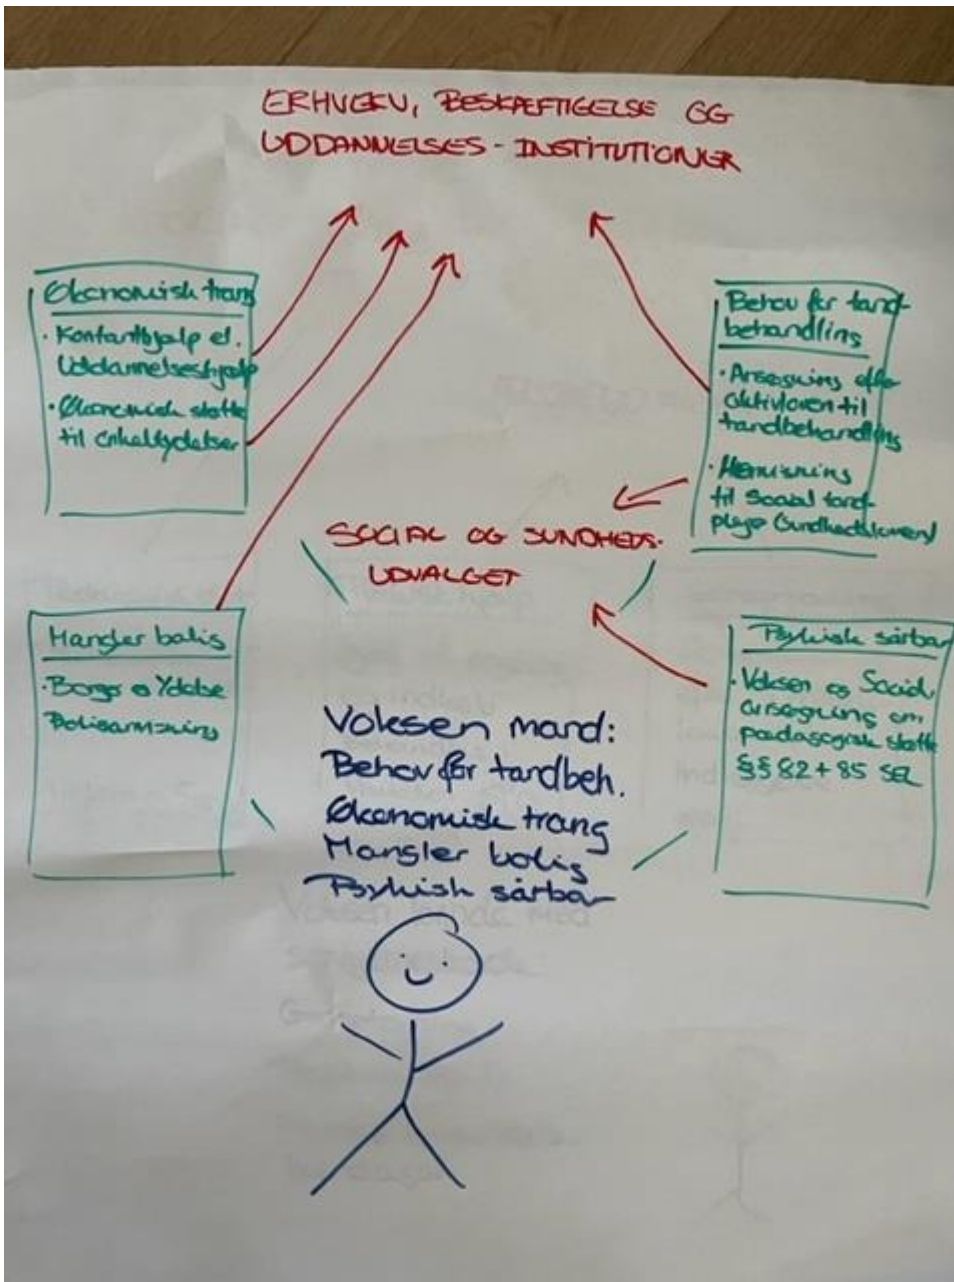 ERHVERV, BESKÆFTIGELSE OG
UDDANNELSES-INSTITUTIONER
Økonomisk trang
· Kontanthjælp el.
Uddannelseshjælp
· Økonomisk støtte
til enkeltydelser
Behov for tand-
behandling
· Ansøgning efter
aktivloven til
tandbehandling
· Henvisning
til Social tand-
pleje (Sundhedsloven)
SOCIAL OG SUNDHEDS-
UDVALGET
Mangler bolig
· Borger og Ydelse
Boliganvisning
Psykisk sårbar
· Voksen og Social,
ansøgning om
pædagogisk støtte
§§ 82 + 85 SEL
Voksen mand:
Behov for tandbeh.
Økonomisk trang
Mangler bolig
Psykisk sårbar